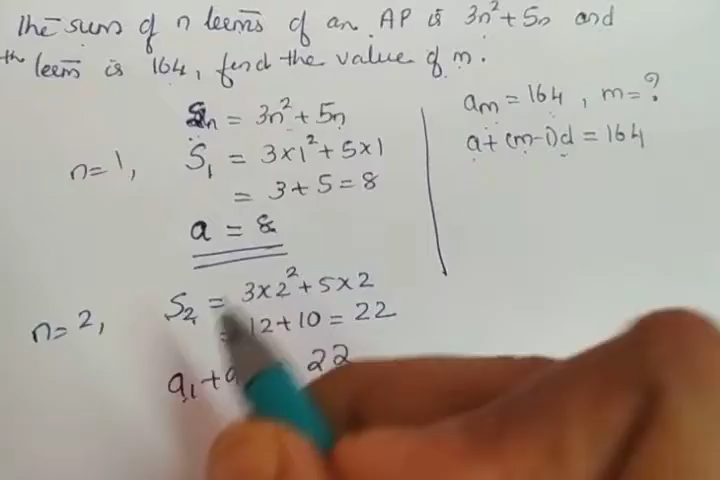 The sum of n terms of an AP is 3n²+5n and
the term is 164, find the value of m.
Sn = 3n²+5n
n=1, S₁ = 3×1²+5×1
= 3+5=8
a = 8
n=2, S₂ = 3×2²+5×2
= 12+10 = 22
a₁+a 22
am = 164, m=?
a+(m-1)d = 164